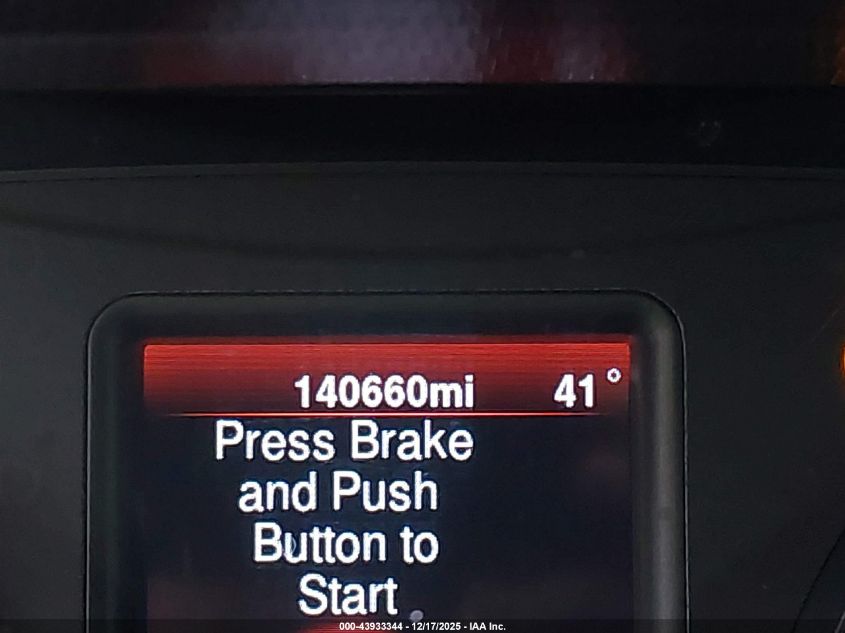 140660mi 41°
Press Brake
and Push
Button to
Start
000-43933344 - 12/17/2025 - IAA Inc.